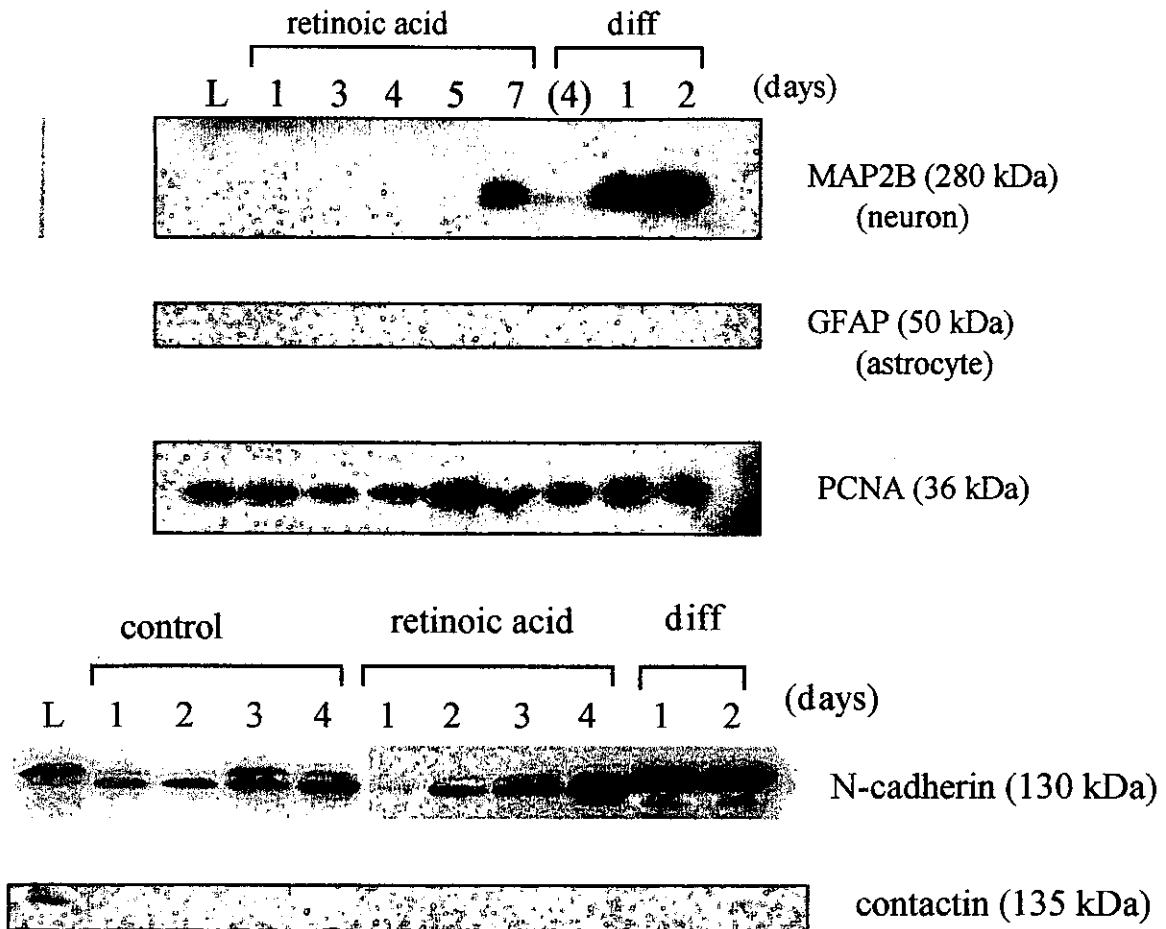 retinoic acid diff
L 1 3 4 5 7 (4) 1 2 (days)
MAP2B (280 kDa)
(neuron)
GFAP (50 kDa)
(astrocyte)
PCNA (36 kDa)
control retinoic acid diff
L 1 2 3 4 1 2 3 4 1 2 (days)
N-cadherin (130 kDa)
contactin (135 kDa)